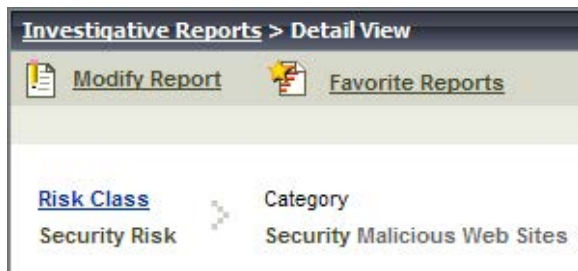 Investigative Reports > Detail View
Modify Report Favorite Reports
Risk Class > Category
Security Risk Security Malicious Web Sites